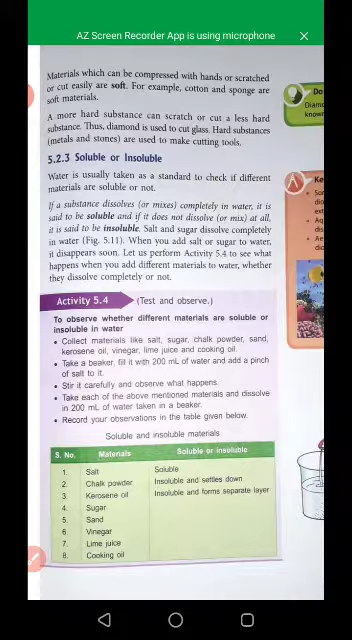 AZ Screen Recorder App is using microphone
Materials which can be compressed with hands or scratched
or cut easily are soft. For example, cotton and sponge are
soft materials.
A more hard substance can scratch or cut a less hard
substance. Thus, diamond is used to cut glass. Hard substances
(metals and stones) are used to make cutting tools.
5.2.3 Soluble or Insoluble
Water is usually taken as a standard to check if different
materials are soluble or not.
If a substance dissolves (or mixes) completely in water, it is
said to be soluble and if it does not dissolve (or mix) at all,
it is said to be insoluble. Salt and sugar dissolve completely
in water (Fig. 5.11). When you add salt or sugar to water,
it disappears soon. Let us perform Activity 5.4 to see what
happens when you add different materials to water, whether
they dissolve completely or not.
Activity 5.4 (Test and observe.)
To observe whether different materials are soluble or
insoluble in water
• Collect materials like salt, sugar, chalk powder, sand,
kerosene oil, vinegar, lime juice and cooking oil.
• Take a beaker, fill it with 200 mL of water and add a pinch
of salt to it.
• Stir it carefully and observe what happens.
• Take each of the above mentioned materials and dissolve
in 200 mL of water taken in a beaker.
• Record your observations in the table given below.
Soluble and insoluble materials
S. No. Materials Soluble or insoluble
1. Salt Soluble
2. Chalk powder Insoluble and settles down
3. Kerosene oil Insoluble and forms separate layer
4. Sugar
5. Sand
6. Vinegar
7. Lime juice
8. Cooking oil
Do
Diamo
known
Ke